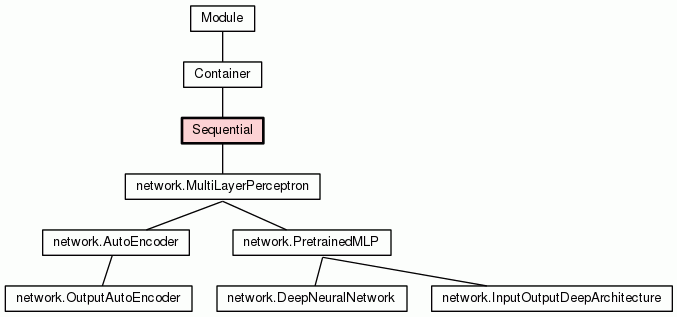 Module
Container
Sequential
network.MultiLayerPerceptron
network.AutoEncoder
network.PretrainedMLP
network.OutputAutoEncoder
network.DeepNeuralNetwork
network.InputOutputDeepArchitecture